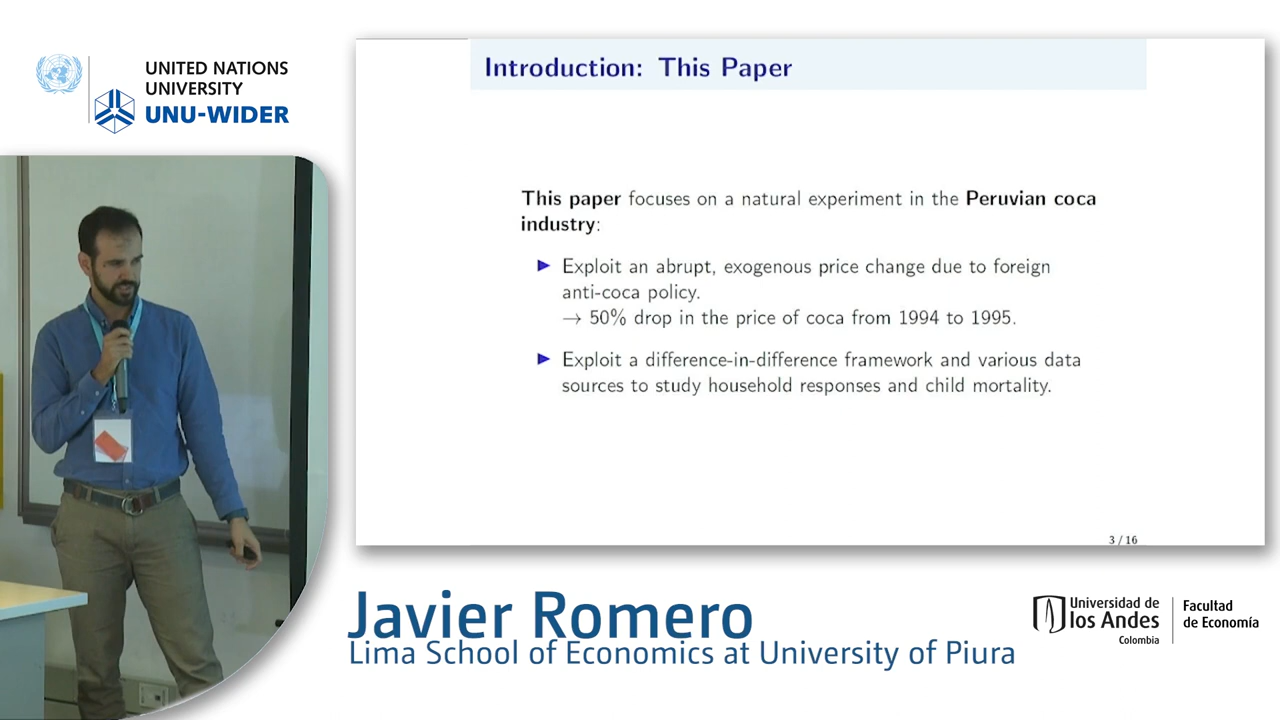 UNITED NATIONS
UNIVERSITY
UNU-WIDER
Introduction: This Paper
This paper focuses on a natural experiment in the Peruvian coca
industry:
► Exploit an abrupt, exogenous price change due to foreign
anti-coca policy.
→ 50% drop in the price of coca from 1994 to 1995.
► Exploit a difference-in-difference framework and various data
sources to study household responses and child mortality.
3 / 16
Javier Romero
Lima School of Economics at University of Piura
Universidad de
los Andes
Colombia
Facultad
de Economía